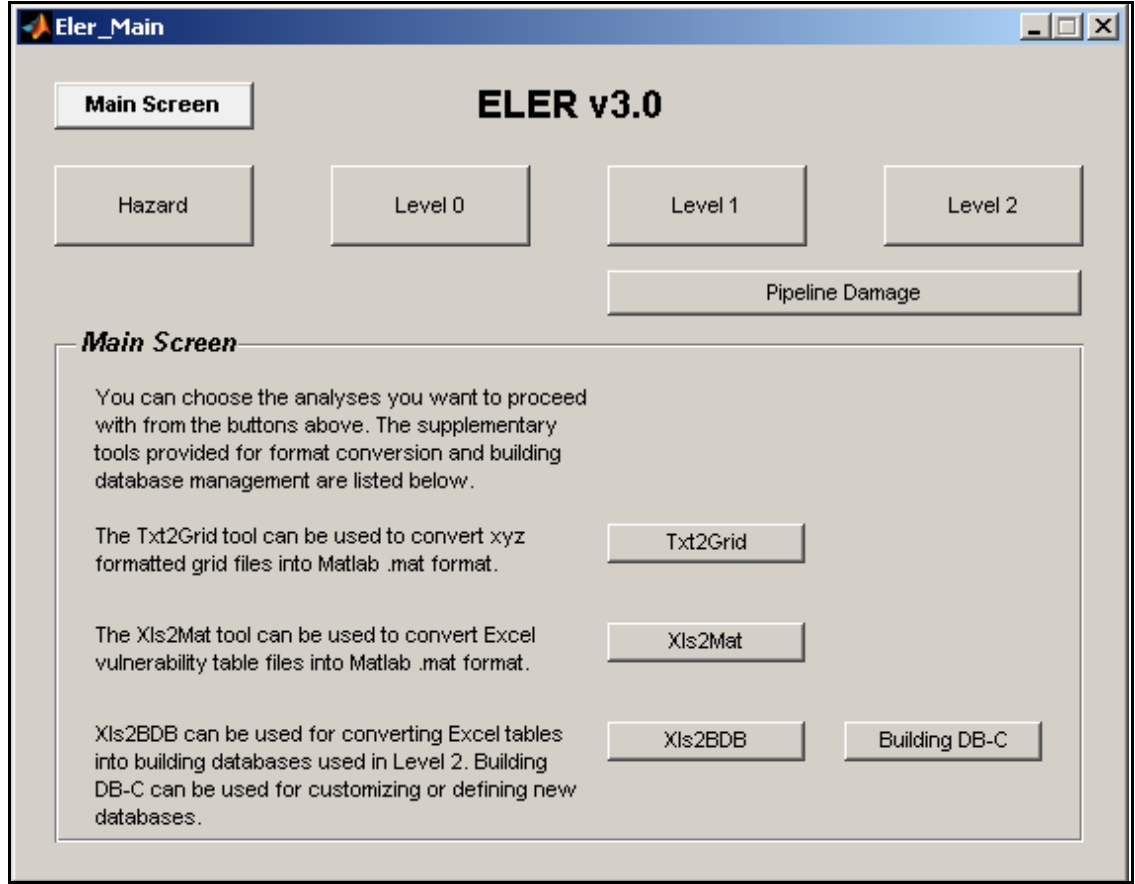 Eler_Main
Main Screen
ELER v3.0
Hazard
Level 0
Level 1
Level 2
Pipeline Damage
Main Screen
You can choose the analyses you want to proceed
with from the buttons above. The supplementary
tools provided for format conversion and building
database management are listed below.
The Txt2Grid tool can be used to convert xyz
formatted grid files into Matlab .mat format.
Txt2Grid
The Xls2Mat tool can be used to convert Excel
vulnerability table files into Matlab .mat format.
Xls2Mat
Xls2BDB can be used for converting Excel tables
into building databases used in Level 2. Building
DB-C can be used for customizing or defining new
databases.
Xls2BDB
Building DB-C